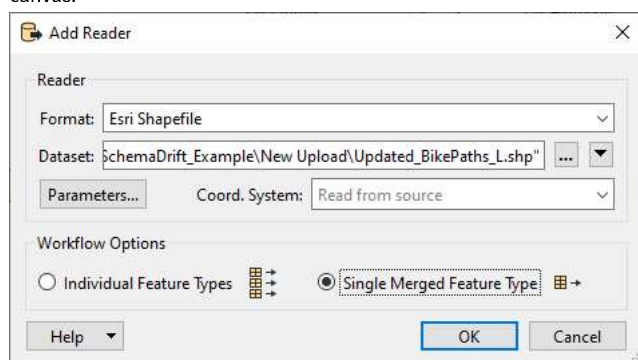 canvas.
Add Reader
Reader
Format: Esri Shapefile
Dataset: SchemaDrift_Example\New Upload\Updated_BikePaths_L.shp" ...
Parameters... Coord. System: Read from source
Workflow Options
Individual Feature Types Single Merged Feature Type
Help OK Cancel